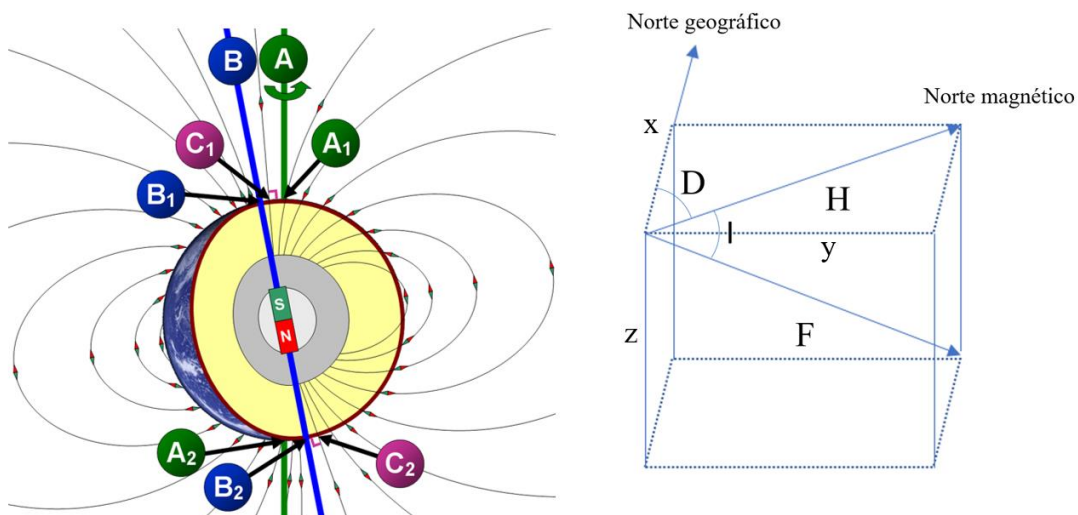 B
A
C1
A1
B1
S
N
A2
B2
C2
Norte geográfico
Norte magnético
x
D
H
I
y
z
F